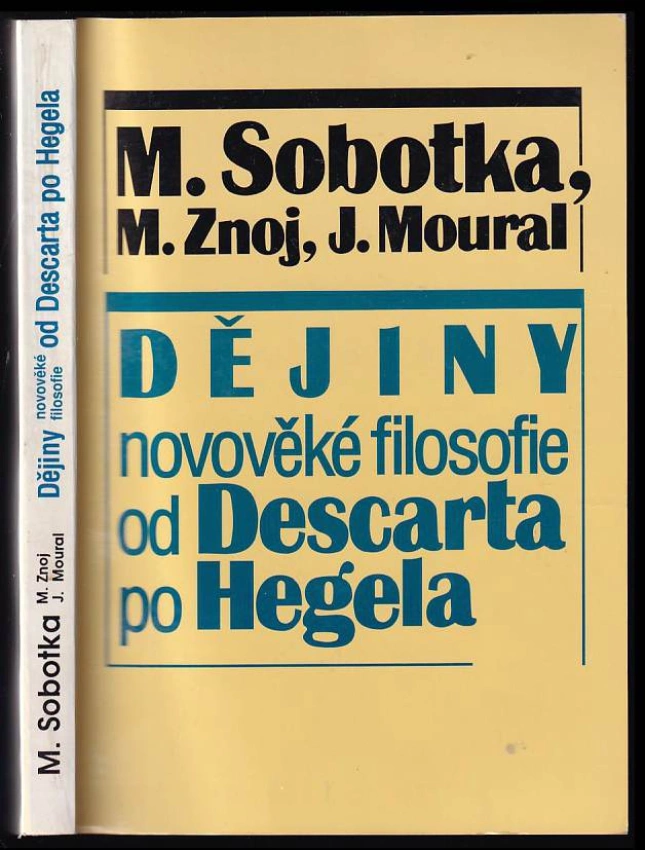 M. Sobotka
M. Znoj
J. Moural
Dějiny
novověké
filosofie
od Descarta po Hegela
M. Sobotka,
M. Znoj, J. Moural
DĚJINY
novověké filosofie
od Descarta
po Hegela